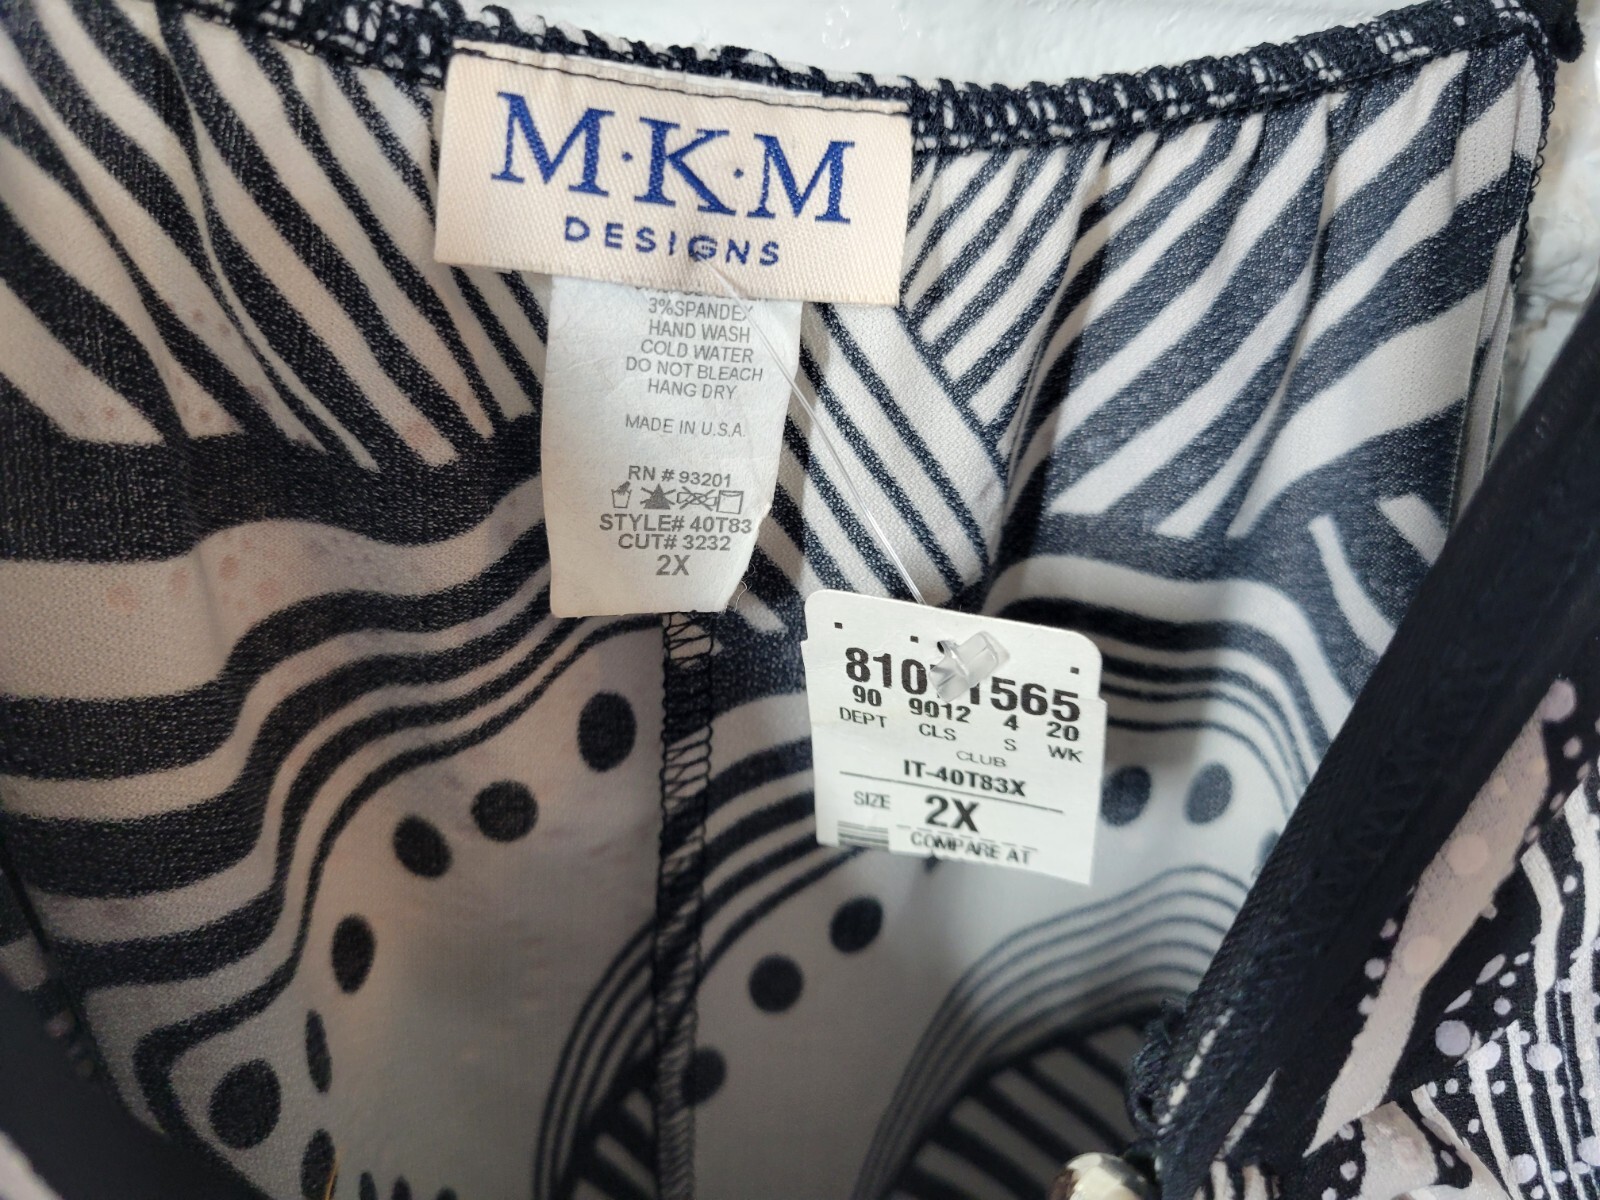 M·K·M
DESIGNS
3%SPANDEX
HAND WASH
COLD WATER
DO NOT BLEACH
HANG DRY
MADE IN U.S.A.
RN # 93201
STYLE# 40T83
CUT# 3232
2X
1565
90 9012 4 20
DEPT CLS S WK
CLUB
IT-40T83X
SIZE 2X
COMPARE AT